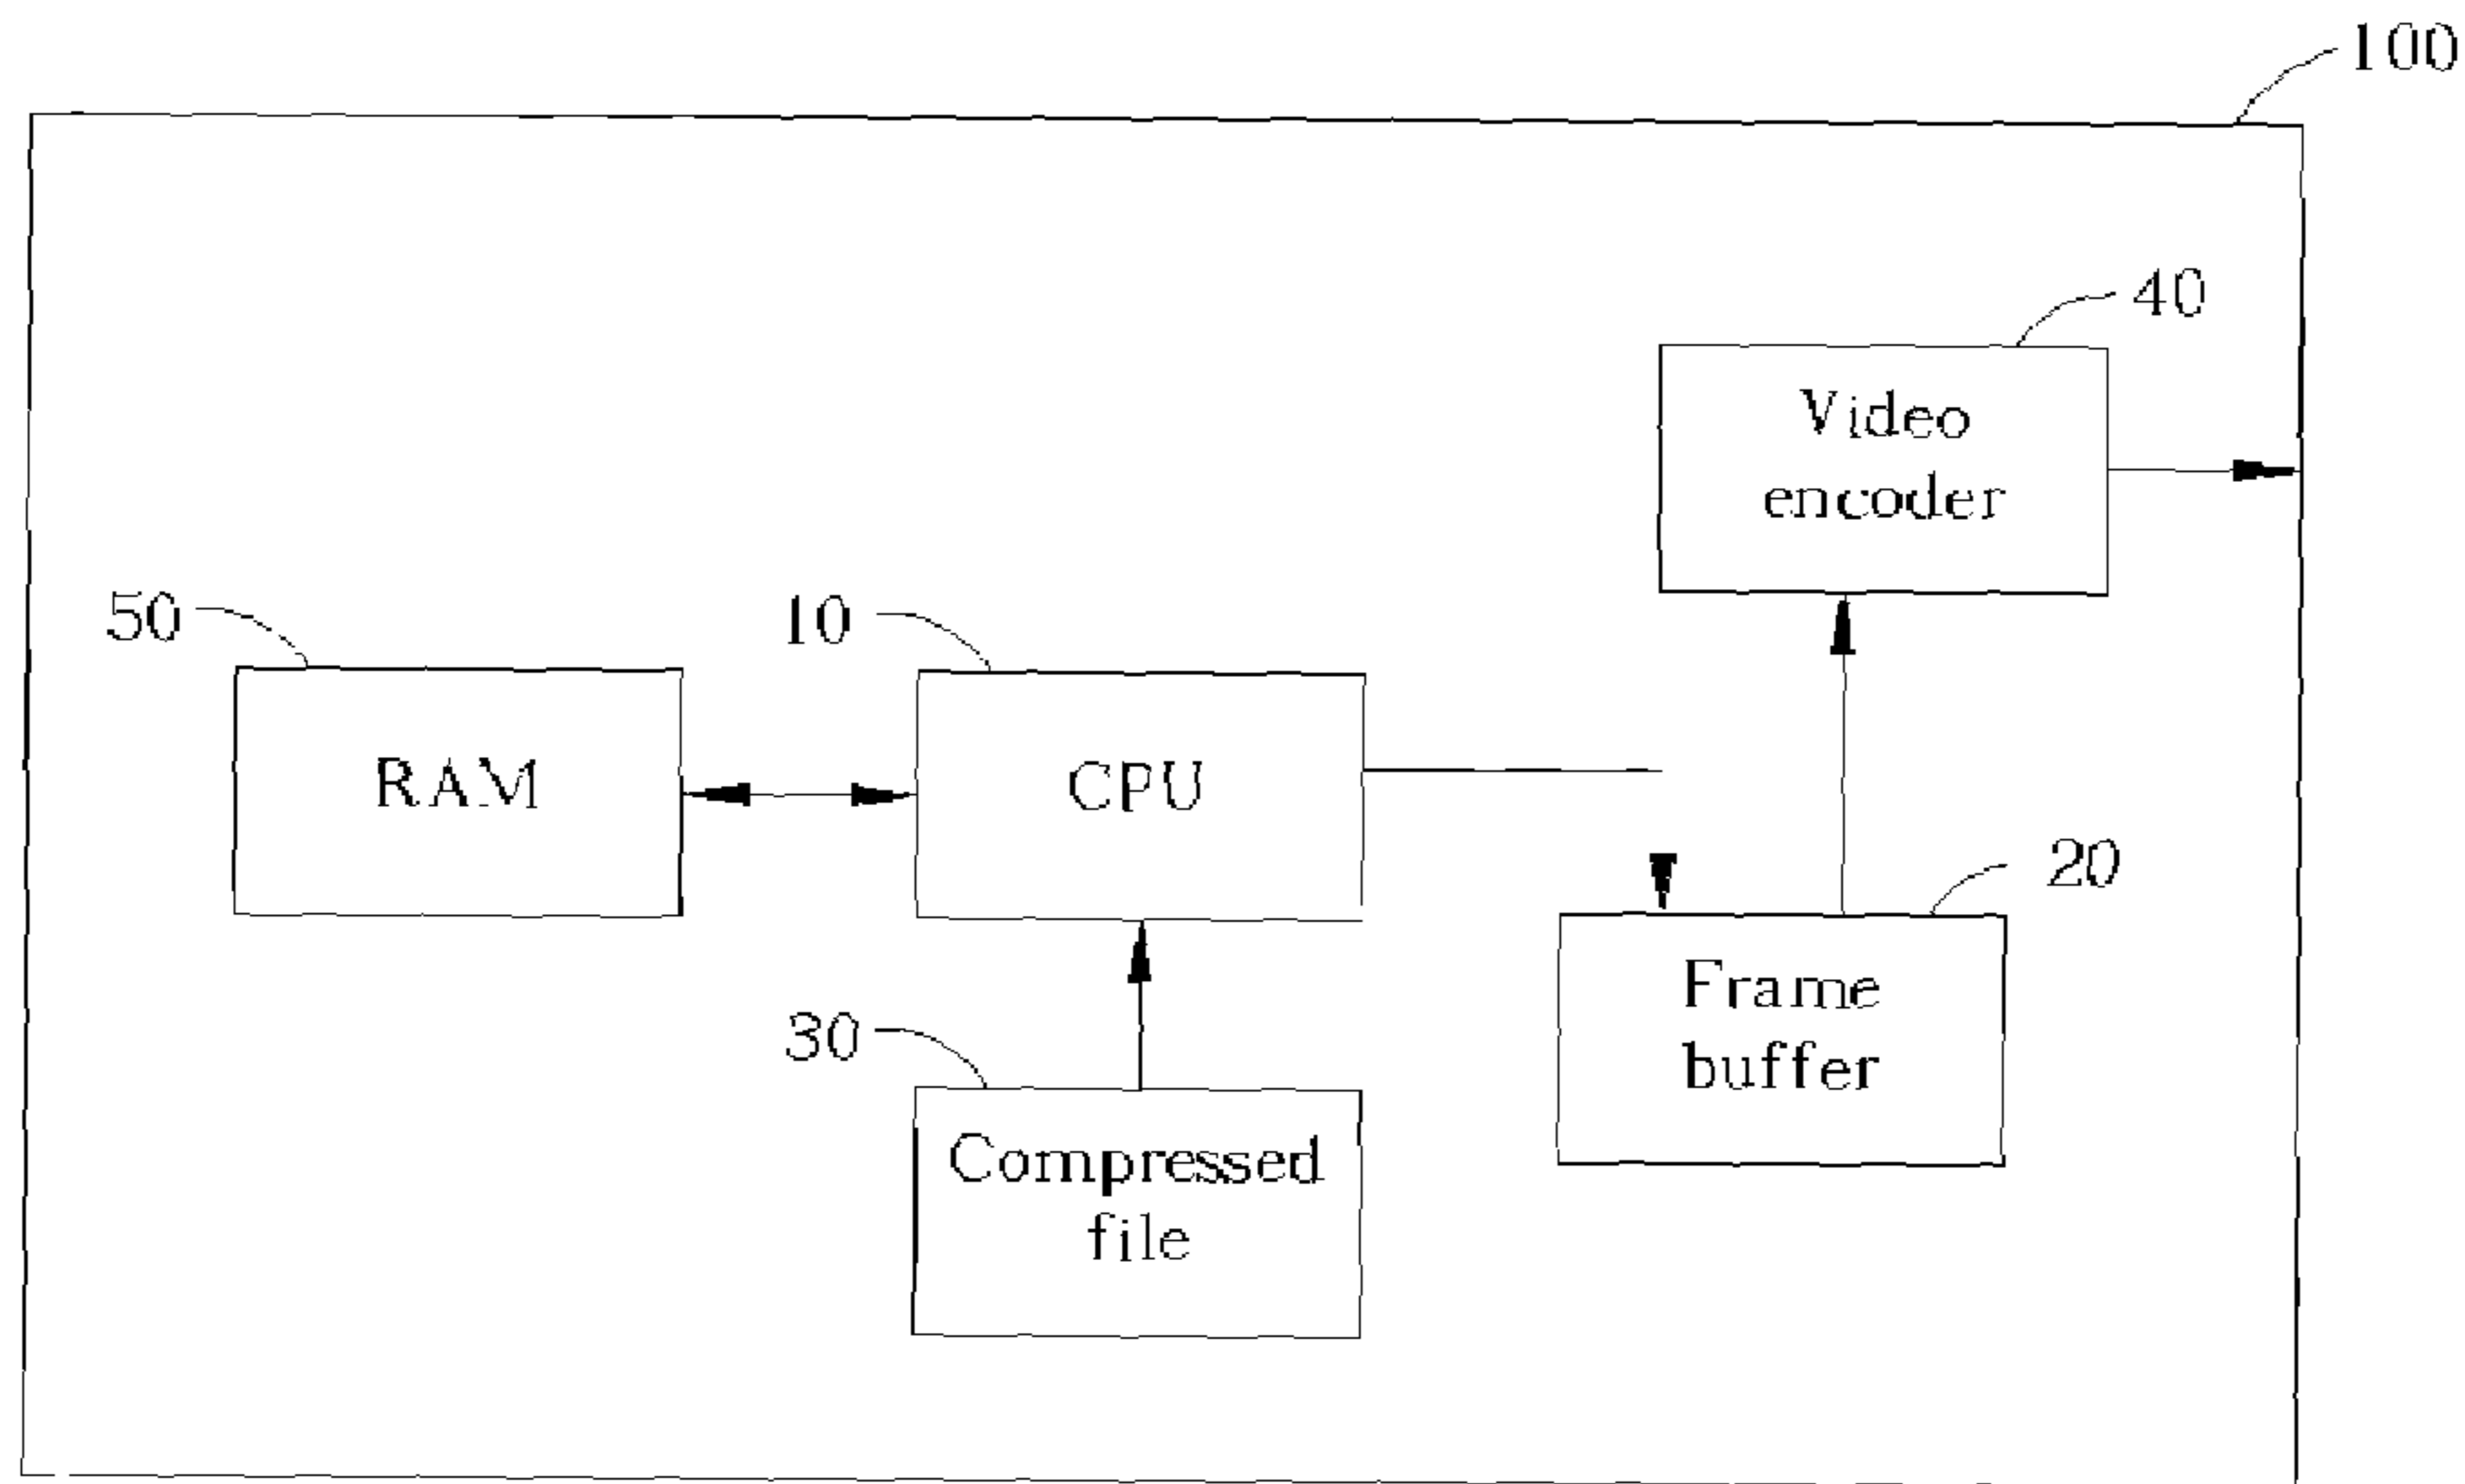 100
40
Video
encoder
50
10
RAM
CPU
20
Frame
buffer
30
Compressed
file